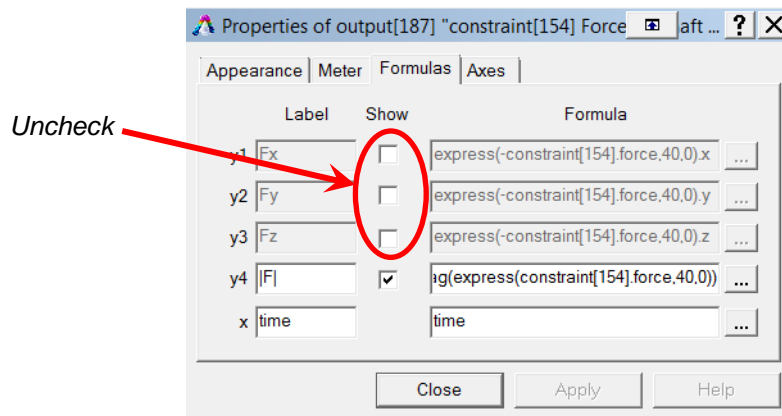 Properties of output[187] "constraint[154] Force aft ... ?
Appearance Meter Formulas Axes
Label Show Formula
Uncheck
y1 Fx express(-constraint[154].force,40,0).x ...
y2 Fy express(-constraint[154].force,40,0).y ...
y3 Fz express(-constraint[154].force,40,0).z ...
y4 |F| ag(express(constraint[154].force,40,0)) ...
x time time ...
Close Apply Help